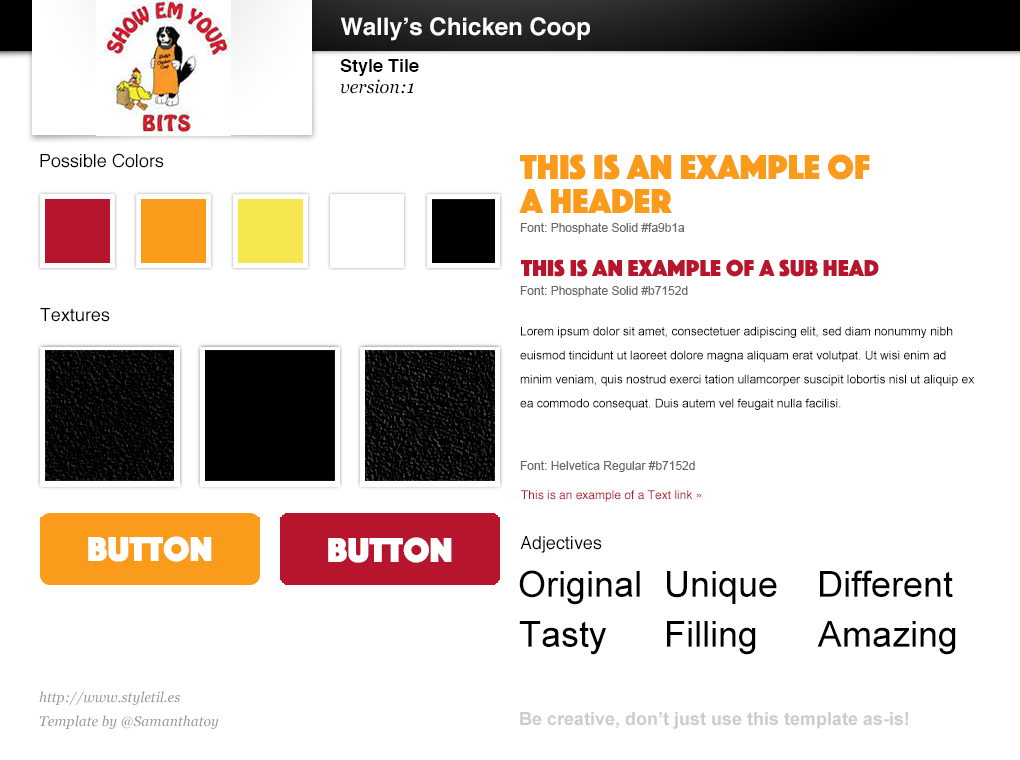 SHOW EM YOUR
BITS
Wally’s Chicken Coop
Style Tile
version:1
Possible Colors
Textures
BUTTON
BUTTON
http://www.styletil.es
Template by @Samanthatoy
THIS IS AN EXAMPLE OF
A HEADER
Font: Phosphate Solid #fa9b1a
THIS IS AN EXAMPLE OF A SUB HEAD
Font: Phosphate Solid #b7152d
Lorem ipsum dolor sit amet, consectetuer adipiscing elit, sed diam nonummy nibh
euismod tincidunt ut laoreet dolore magna aliquam erat volutpat. Ut wisi enim ad
minim veniam, quis nostrud exerci tation ullamcorper suscipit lobortis nisl ut aliquip ex
ea commodo consequat. Duis autem vel feugait nulla facilisi.
Font: Helvetica Regular #b7152d
This is an example of a Text link »
Adjectives
Original Unique Different
Tasty Filling Amazing
Be creative, don’t just use this template as-is!